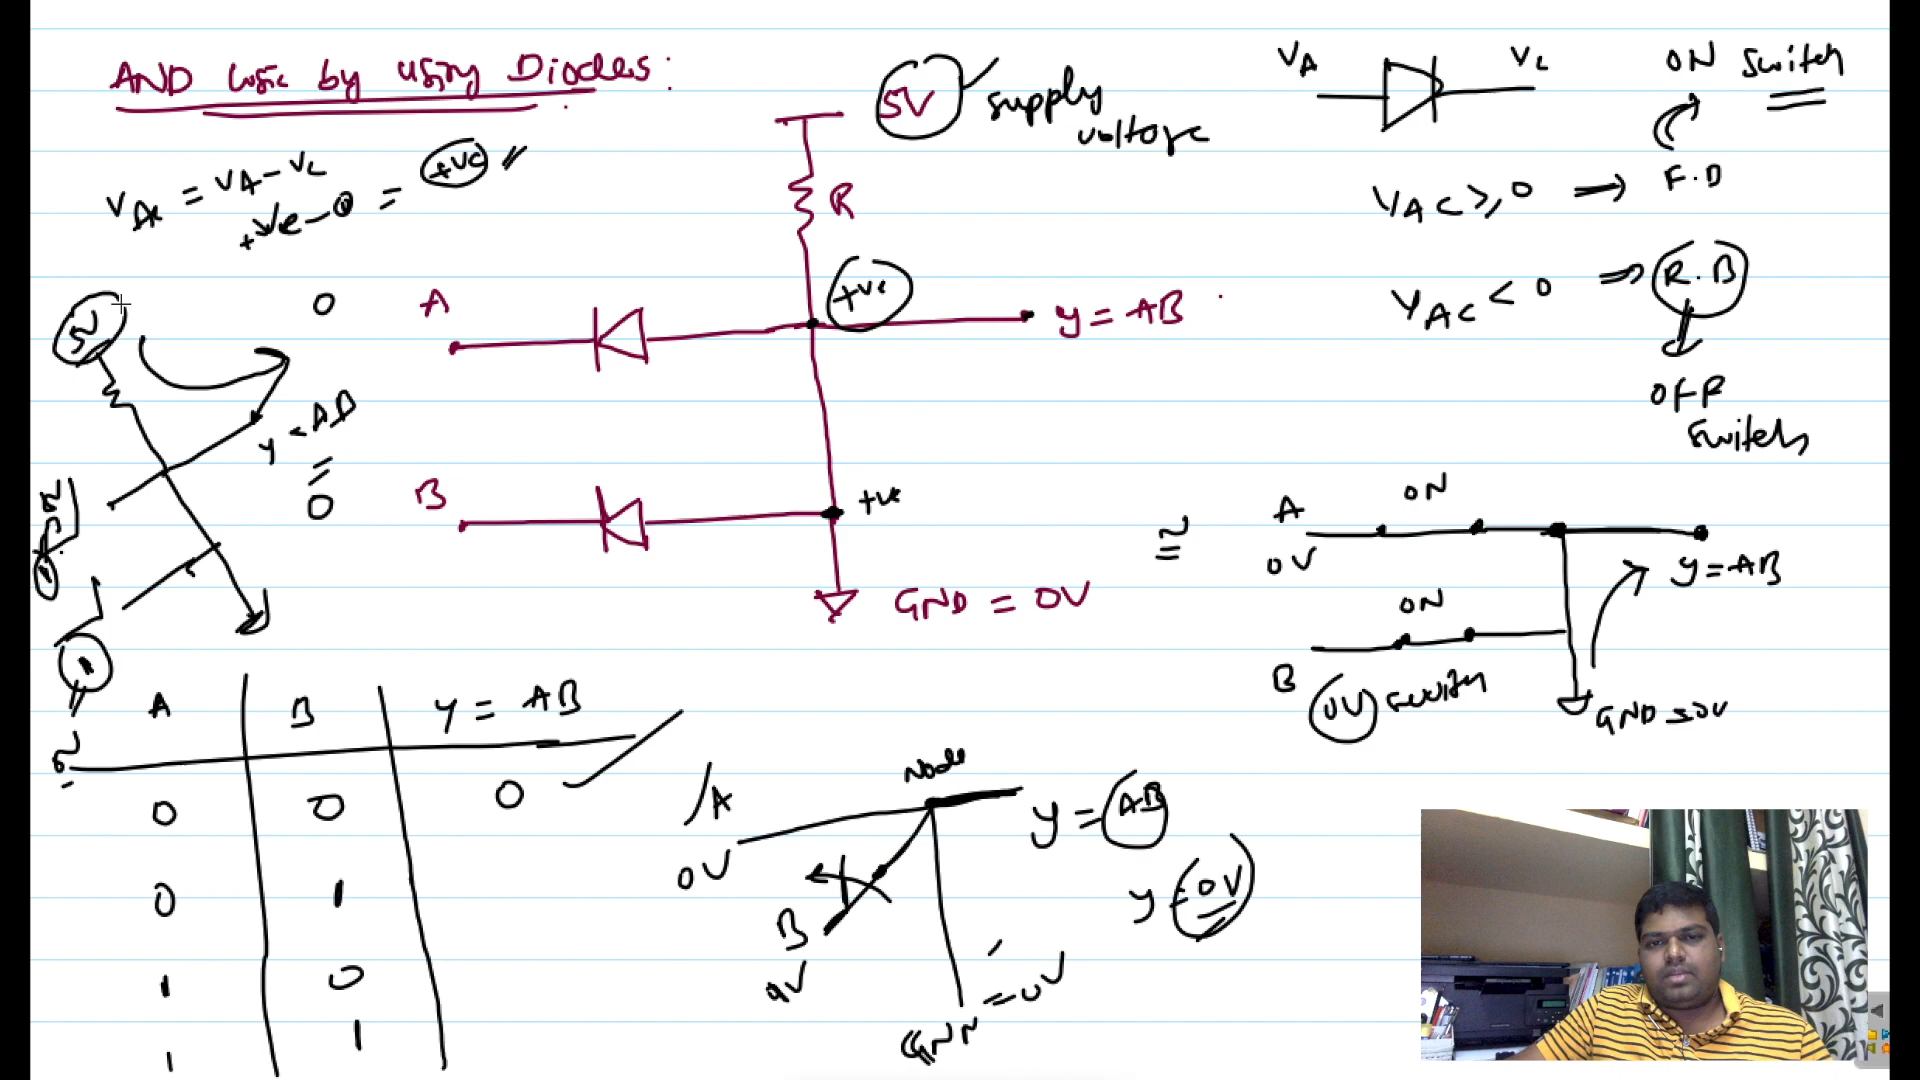 AND Logic by using Diodes:
5V supply
voltage
VA VC
ON Switch
VAC = VA - VC
+Ve - 0 = +ve
R
VAC >, 0 → F.B
+ve
VAC < 0 ⇒ R.B
OFF
switch
5V
0 A
y = AB
y = AB
=
0 B
+ve
GND = 0V
≅
A ON
0V
y = AB
ON
B 0V switch
GND = 0V
1
A B Y = AB
0 0 0
0 1
1 0
1 1
Node
A
0V
y = AB
y = 0V
B
0V
= 0V